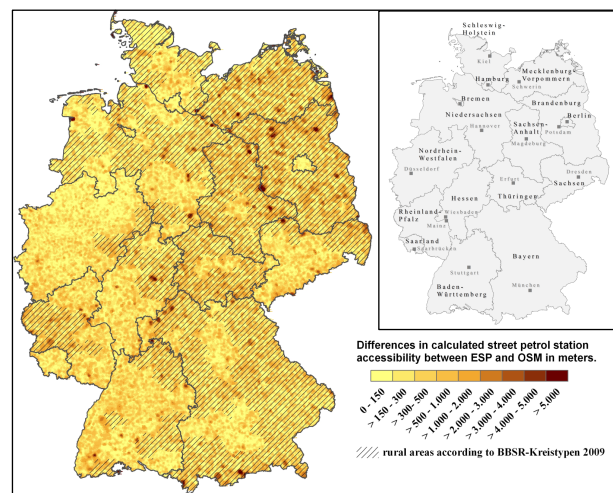 Schleswig-
Holstein
Kiel
Mecklenburg-
Vorpommern
Hamburg
Schwerin
Bremen
Brandenburg
Niedersachsen
Berlin
Hannover
Sachsen-
Anhalt
Potsdam
Magdeburg
Nordrhein-
Westfalen
Düsseldorf
Erfurt
Dresden
Hessen
Thüringen
Sachsen
Rheinland-
Pfalz
Wiesbaden
Mainz
Saarland
Saarbrücken
Bayern
Stuttgart
Baden-
Württemberg
München
Differences in calculated street petrol station
accessibility between ESP and OSM in meters.
0 - 150
> 150 - 300
> 300 - 500
> 500 - 1.000
> 1.000 - 2.000
> 2.000 - 3.000
> 3.000 - 4.000
> 4.000 - 5.000
> 5.000
rural areas according to BBSR-Kreistypen 2009